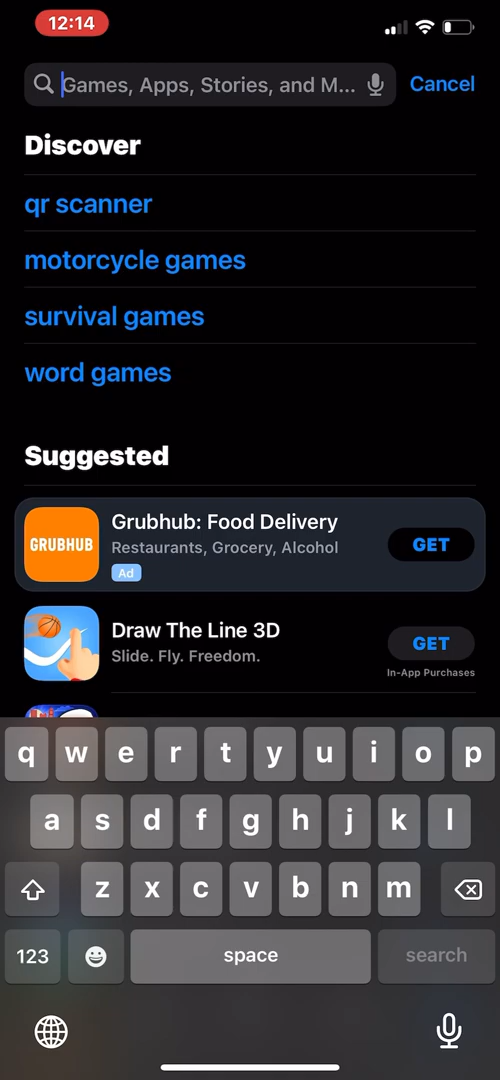 12:14
Games, Apps, Stories, and M...
Cancel
Discover
qr scanner
motorcycle games
survival games
word games
Suggested
GRUBHUB
Grubhub: Food Delivery
Restaurants, Grocery, Alcohol
Ad
GET
Draw The Line 3D
Slide. Fly. Freedom.
GET
In-App Purchases
q w e r t y u i o p
a s d f g h j k l
z x c v b n m
123 space search